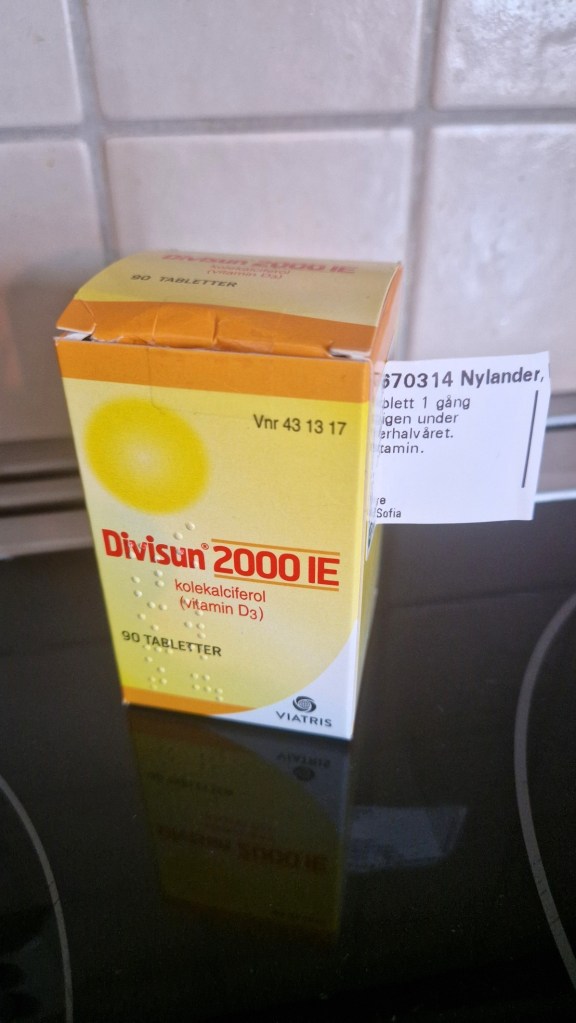 Divisun 2000 IE
kolekalciferol
(vitamin D3)
90 TABLETTER
Vnr 43 13 17
Divisun® 2000 IE
kolekalciferol
(vitamin D3)
90 TABLETTER
VIATRIS
670314 Nylander,
blett 1 gång
igen under
erhalvåret.
tamin.
re
Sofia